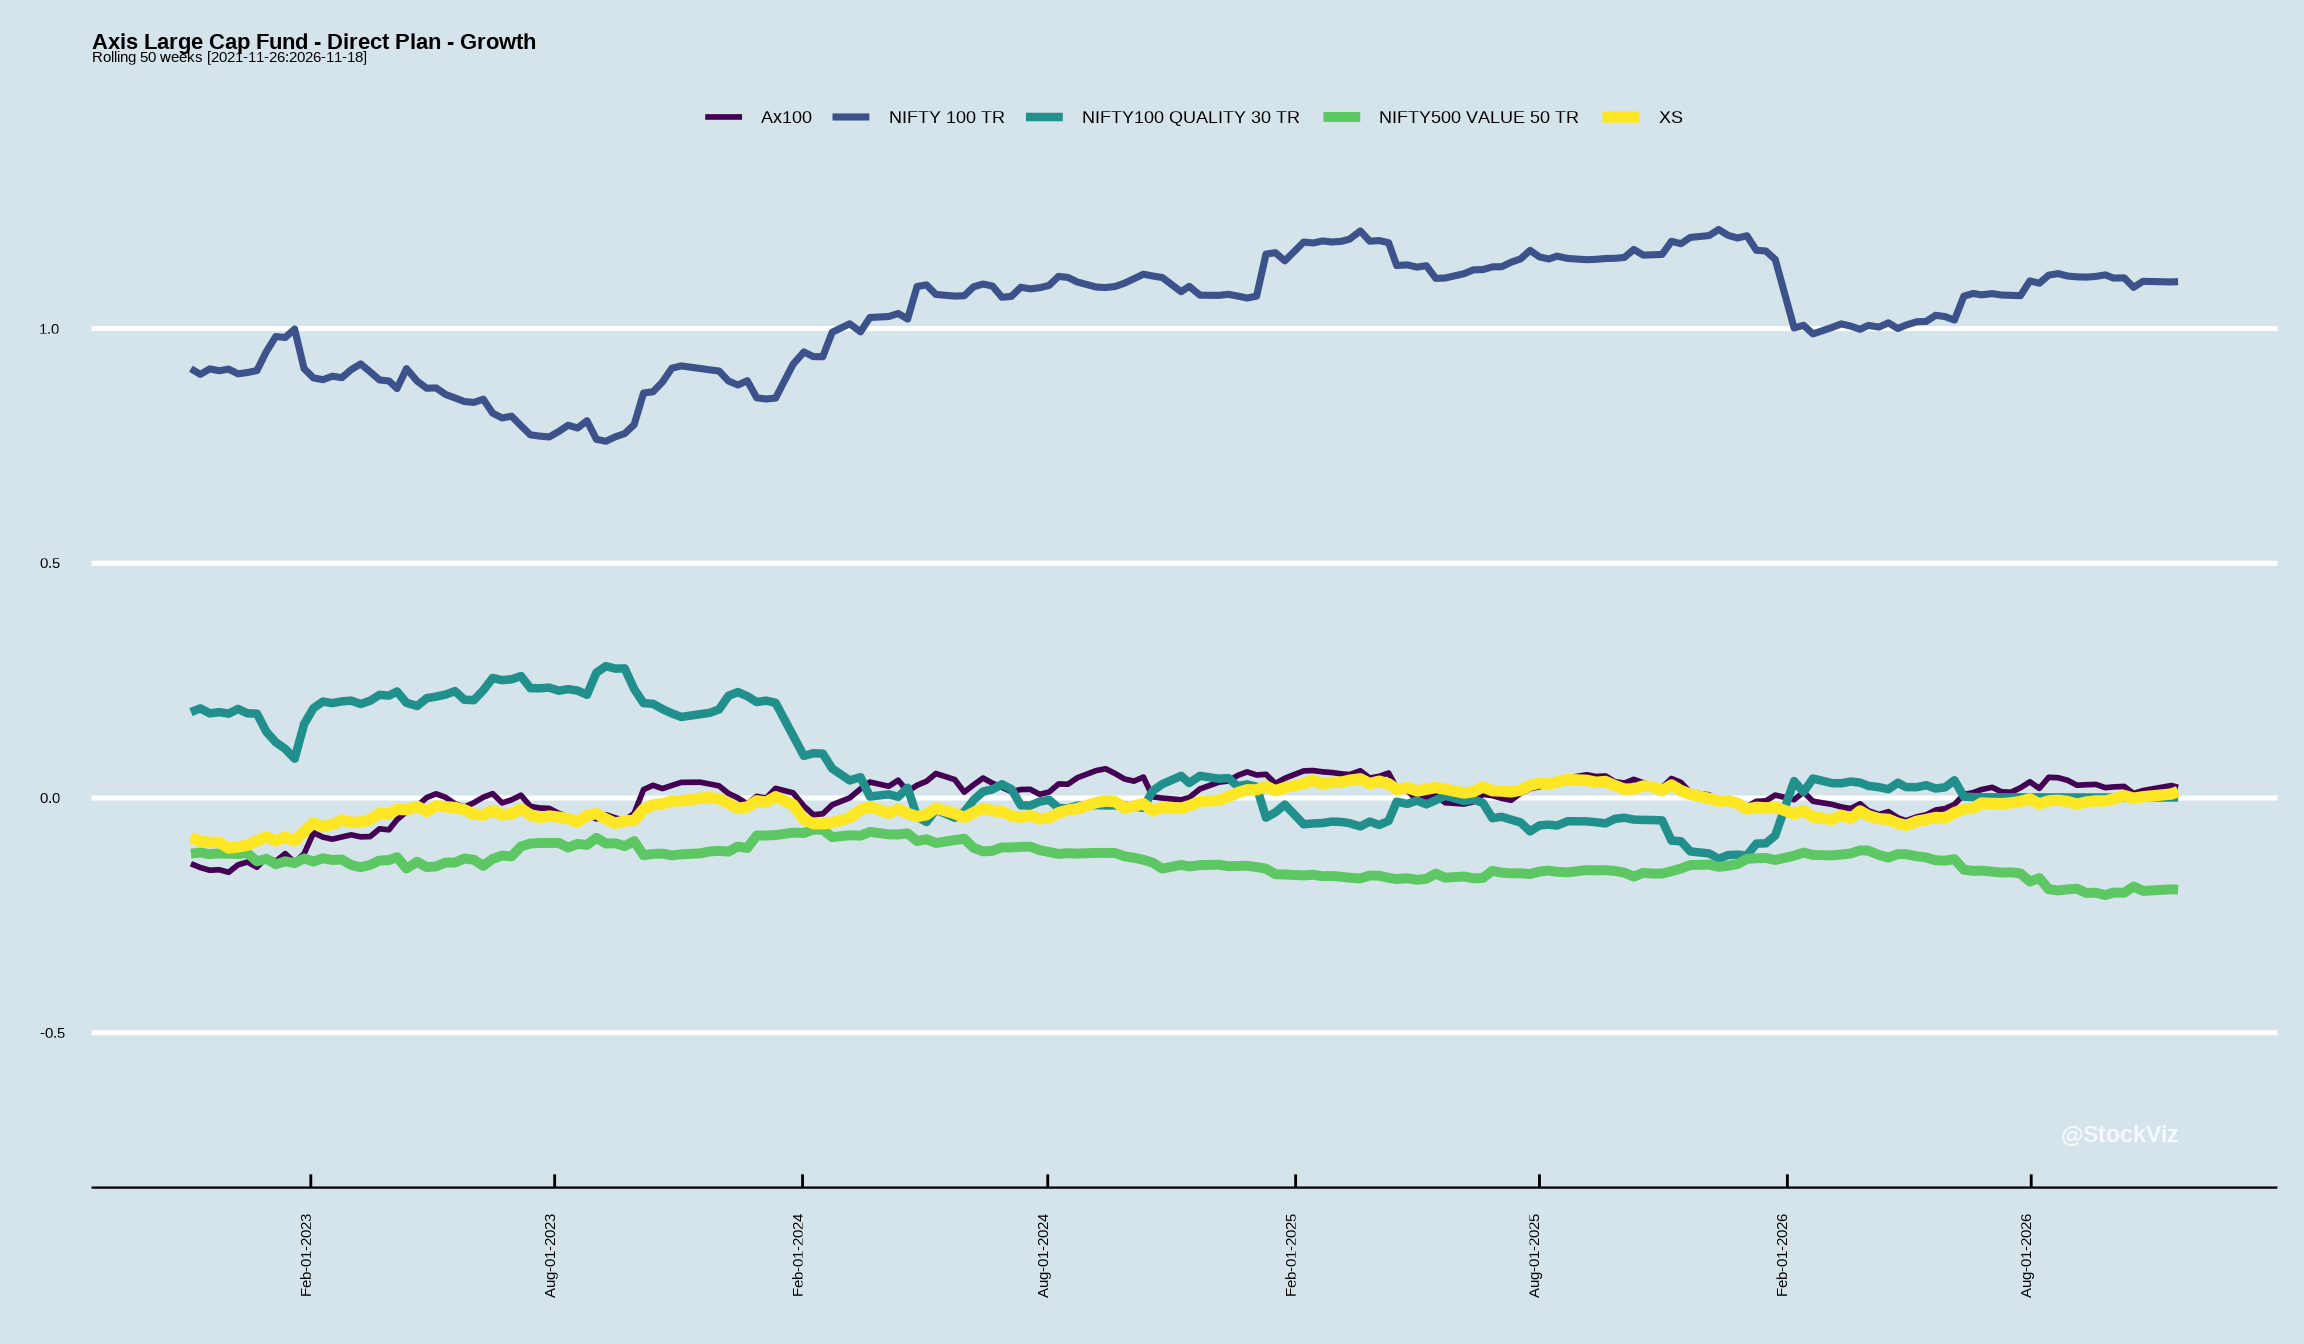 Axis Large Cap Fund - Direct Plan - Growth
Rolling 50 weeks [2021-11-26:2026-11-18]
Ax100 NIFTY 100 TR NIFTY100 QUALITY 30 TR NIFTY500 VALUE 50 TR XS
1.0
0.5
0.0
-0.5
@StockViz
Feb-01-2023 Aug-01-2023 Feb-01-2024 Aug-01-2024 Feb-01-2025 Aug-01-2025 Feb-01-2026 Aug-01-2026